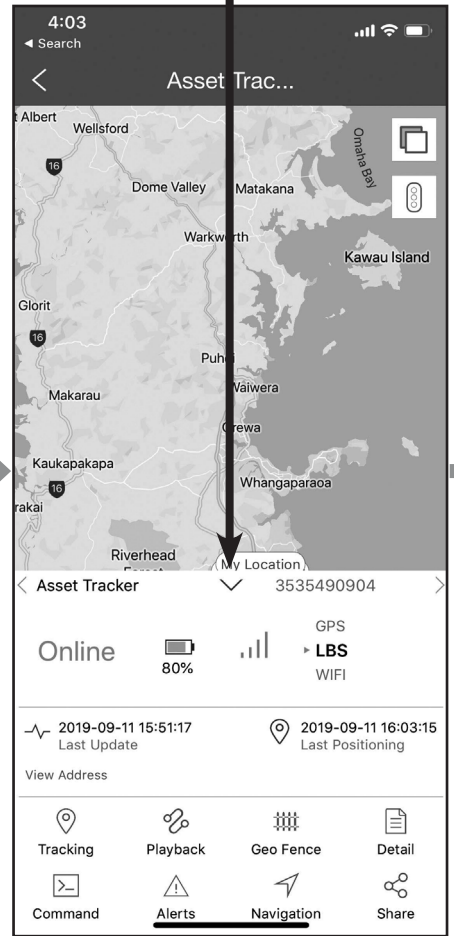 4:03
◀ Search
Asset Trac...
t Albert
Wellsford
Omaha Bay
16
Dome Valley
Matakana
Warkworth
Kawau Island
Glorit
16
Puhoi
Makarau
Waiwera
Orewa
Kaukapakapa
16
Whangaparaoa
rakai
Riverhead
My Location
Asset Tracker
3535490904
GPS
Online
LBS
80%
WIFI
2019-09-11 15:51:17
Last Update
2019-09-11 16:03:15
Last Positioning
View Address
Tracking
Playback
Geo Fence
Detail
Command
Alerts
Navigation
Share